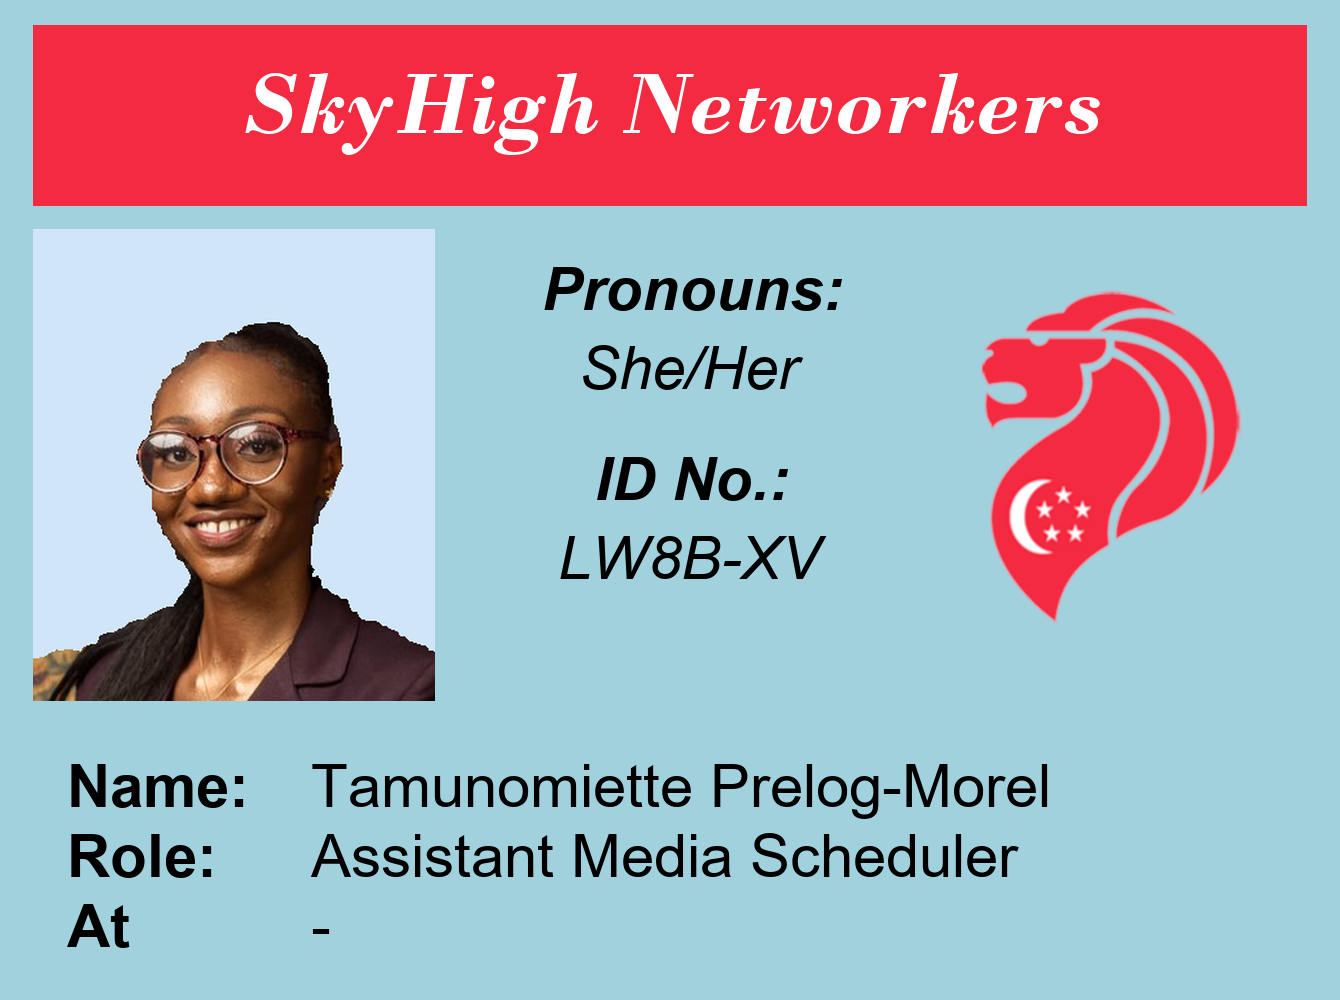 SkyHigh Networkers
Pronouns:
She/Her
ID No.:
LW8B-XV
Name: Tamunomiette Prelog-Morel
Role: Assistant Media Scheduler
At -